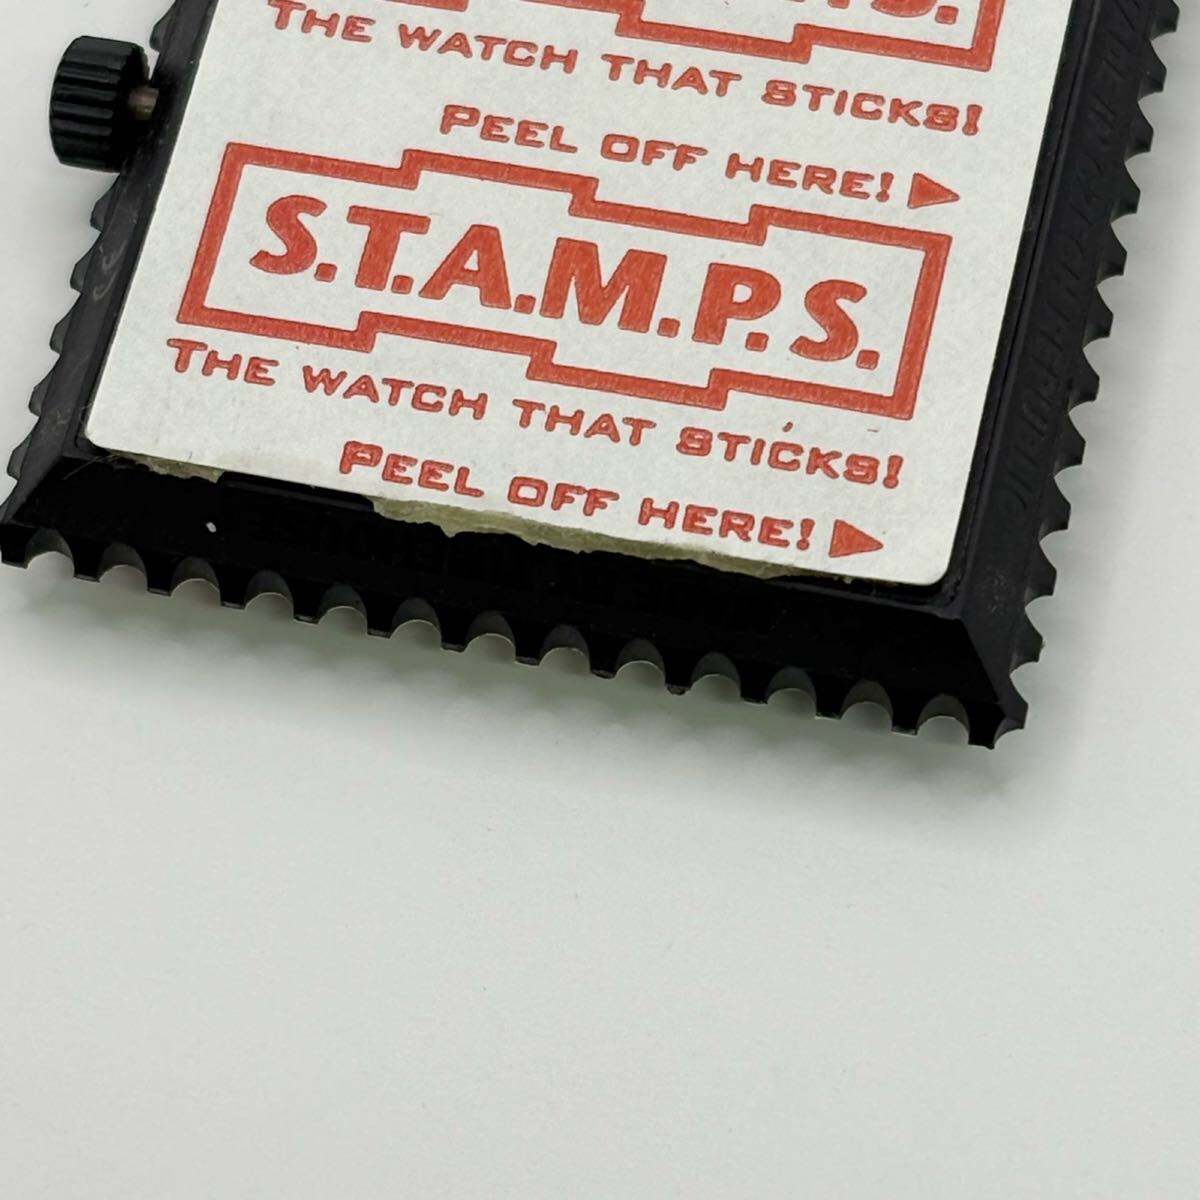 THE WATCH THAT STICKS!
PEEL OFF HERE!
S.T.A.M.P.S.
THE WATCH THAT STICKS!
PEEL OFF HERE!